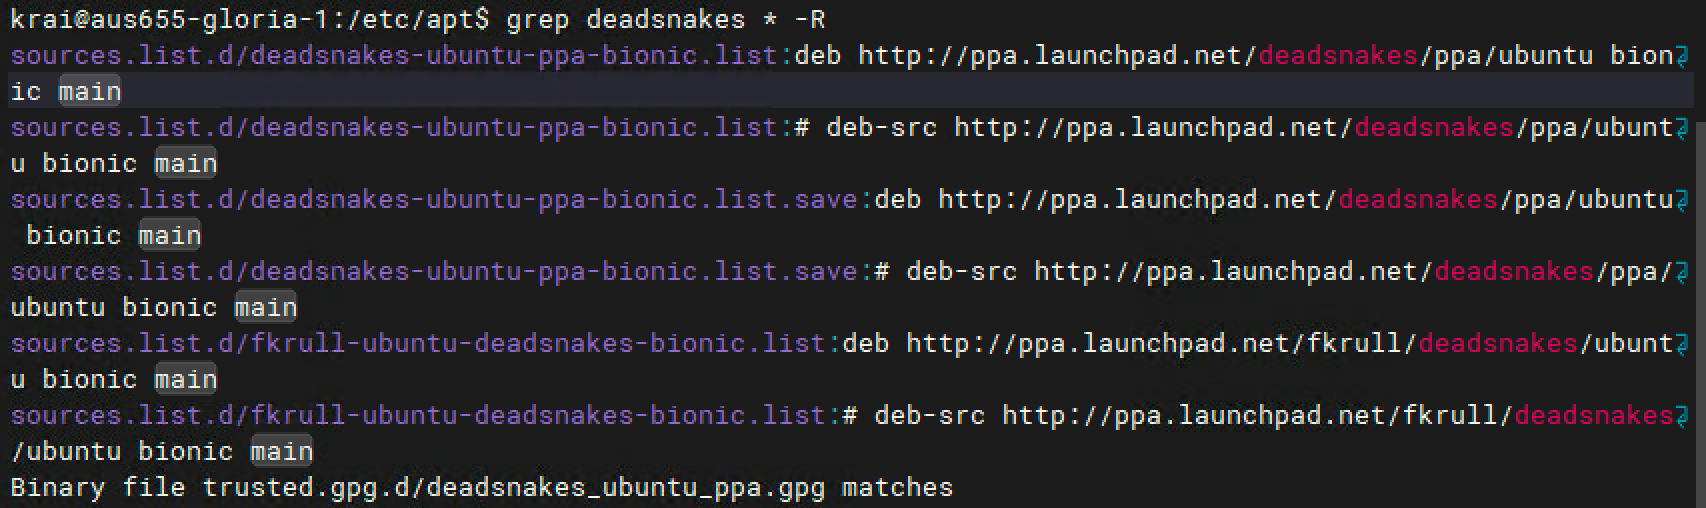 krai@aus655-gloria-1:/etc/apt$ grep deadsnakes * -R
sources.list.d/deadsnakes-ubuntu-ppa-bionic.list:deb http://ppa.launchpad.net/deadsnakes/ppa/ubuntu bion
ic main
sources.list.d/deadsnakes-ubuntu-ppa-bionic.list:# deb-src http://ppa.launchpad.net/deadsnakes/ppa/ubunt
u bionic main
sources.list.d/deadsnakes-ubuntu-ppa-bionic.list.save:deb http://ppa.launchpad.net/deadsnakes/ppa/ubuntu
 bionic main
sources.list.d/deadsnakes-ubuntu-ppa-bionic.list.save:# deb-src http://ppa.launchpad.net/deadsnakes/ppa/
ubuntu bionic main
sources.list.d/fkrull-ubuntu-deadsnakes-bionic.list:deb http://ppa.launchpad.net/fkrull/deadsnakes/ubunt
u bionic main
sources.list.d/fkrull-ubuntu-deadsnakes-bionic.list:# deb-src http://ppa.launchpad.net/fkrull/deadsnakes
/ubuntu bionic main
Binary file trusted.gpg.d/deadsnakes_ubuntu_ppa.gpg matches